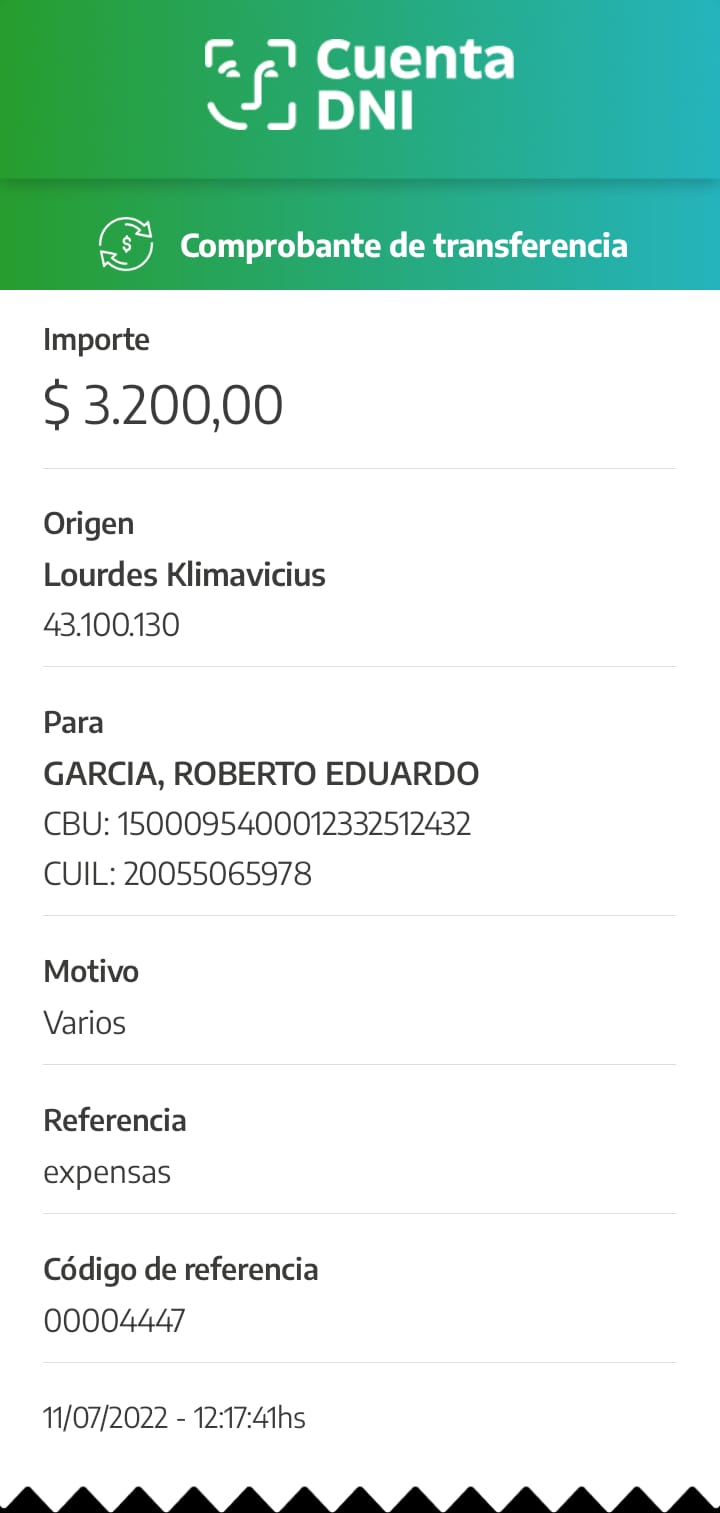 Cuenta
DNI
Comprobante de transferencia
Importe
$ 3.200,00
Origen
Lourdes Klimavicius
43.100.130
Para
GARCIA, ROBERTO EDUARDO
CBU: 1500095400012332512432
CUIL: 20055065978
Motivo
Varios
Referencia
expensas
Código de referencia
00004447
11/07/2022 - 12:17:41hs